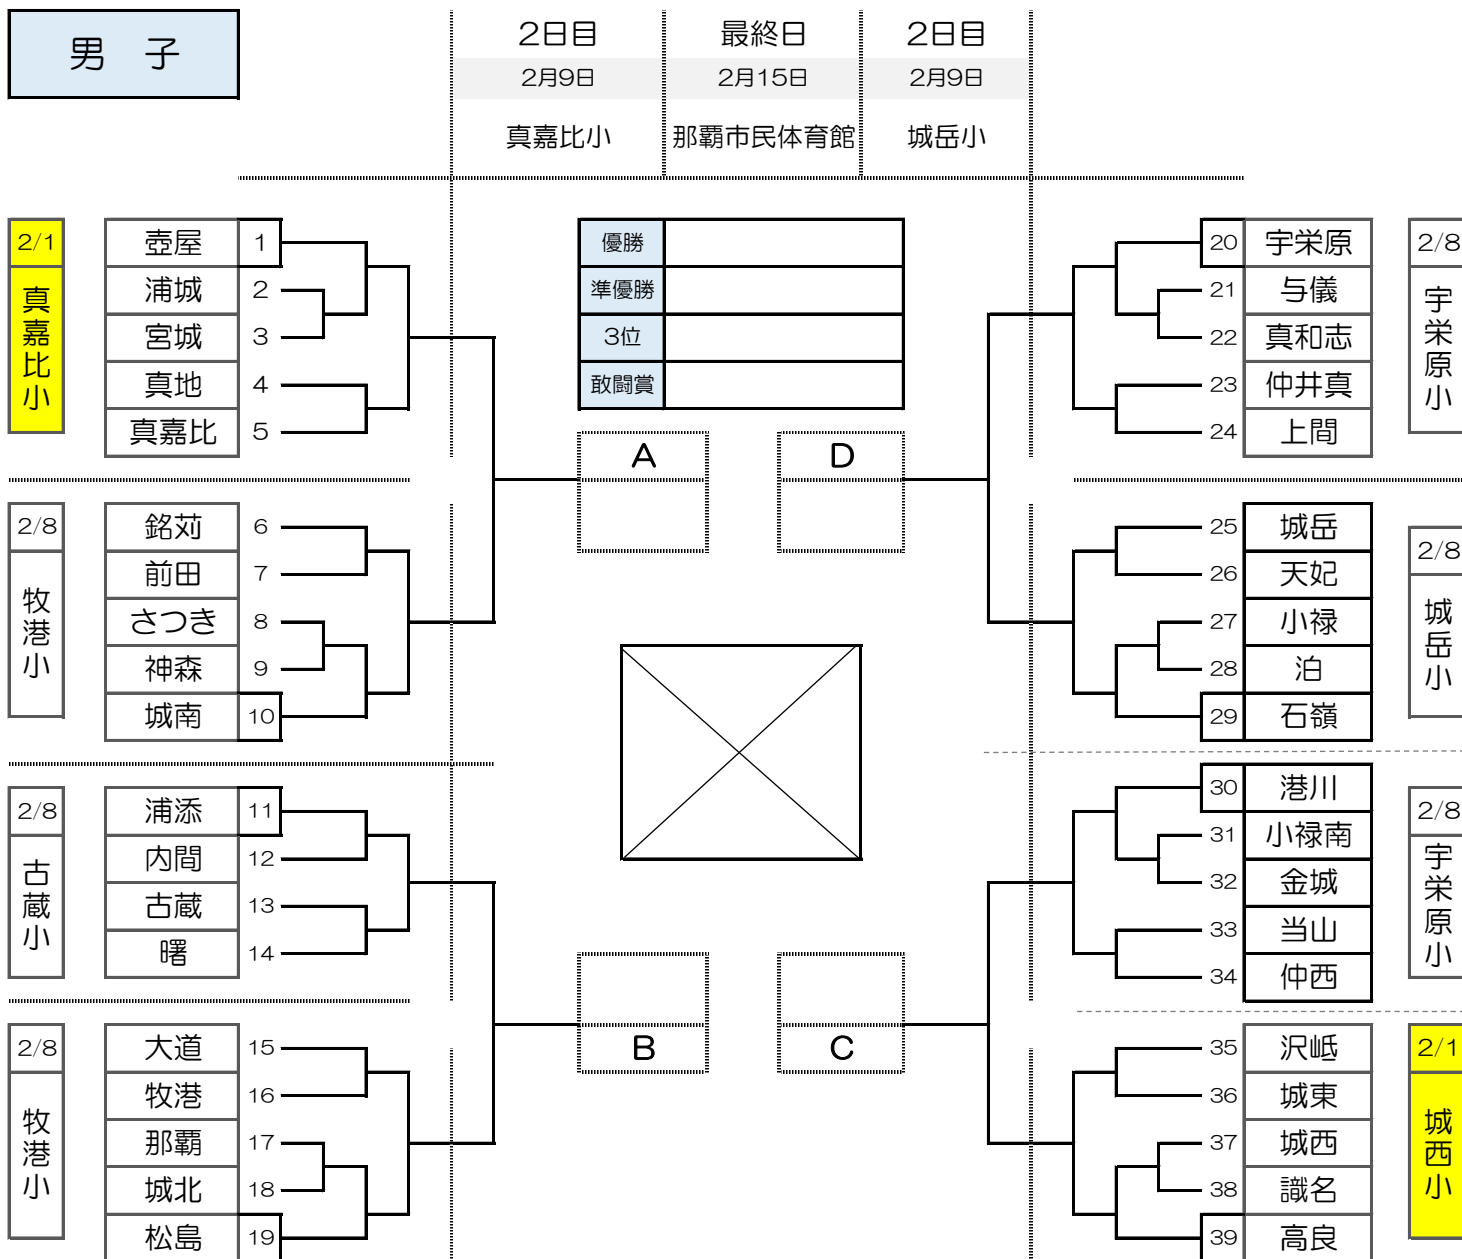 男 子
2日目 最終日 2日目
2月9日 2月15日 2月9日
真嘉比小 那覇市民体育館 城岳小
2/1
真嘉比小
壺屋 1
浦城 2
宮城 3
真地 4
真嘉比 5
2/8
牧港小
銘苅 6
前田 7
さつき 8
神森 9
城南 10
2/8
古蔵小
浦添 11
内間 12
古蔵 13
曙 14
2/8
牧港小
大道 15
牧港 16
那覇 17
城北 18
松島 19
優勝
準優勝
3位
敢闘賞
A
D
B
C
20 宇栄原
21 与儀
22 真和志
23 仲井真
24 上間
2/8
宇栄原小
25 城岳
26 天妃
27 小禄
28 泊
29 石嶺
2/8
城岳小
30 港川
31 小禄南
32 金城
33 当山
34 仲西
2/8
宇栄原小
35 沢岻
36 城東
37 城西
38 識名
39 高良
2/1
城西小